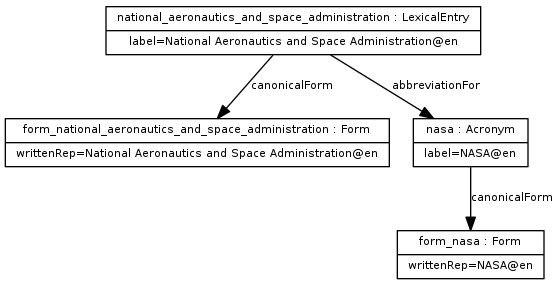 national_aeronautics_and_space_administration : LexicalEntry
label=National Aeronautics and Space Administration@en
canonicalForm
abbreviationFor
form_national_aeronautics_and_space_administration : Form
writtenRep=National Aeronautics and Space Administration@en
nasa : Acronym
label=NASA@en
canonicalForm
form_nasa : Form
writtenRep=NASA@en